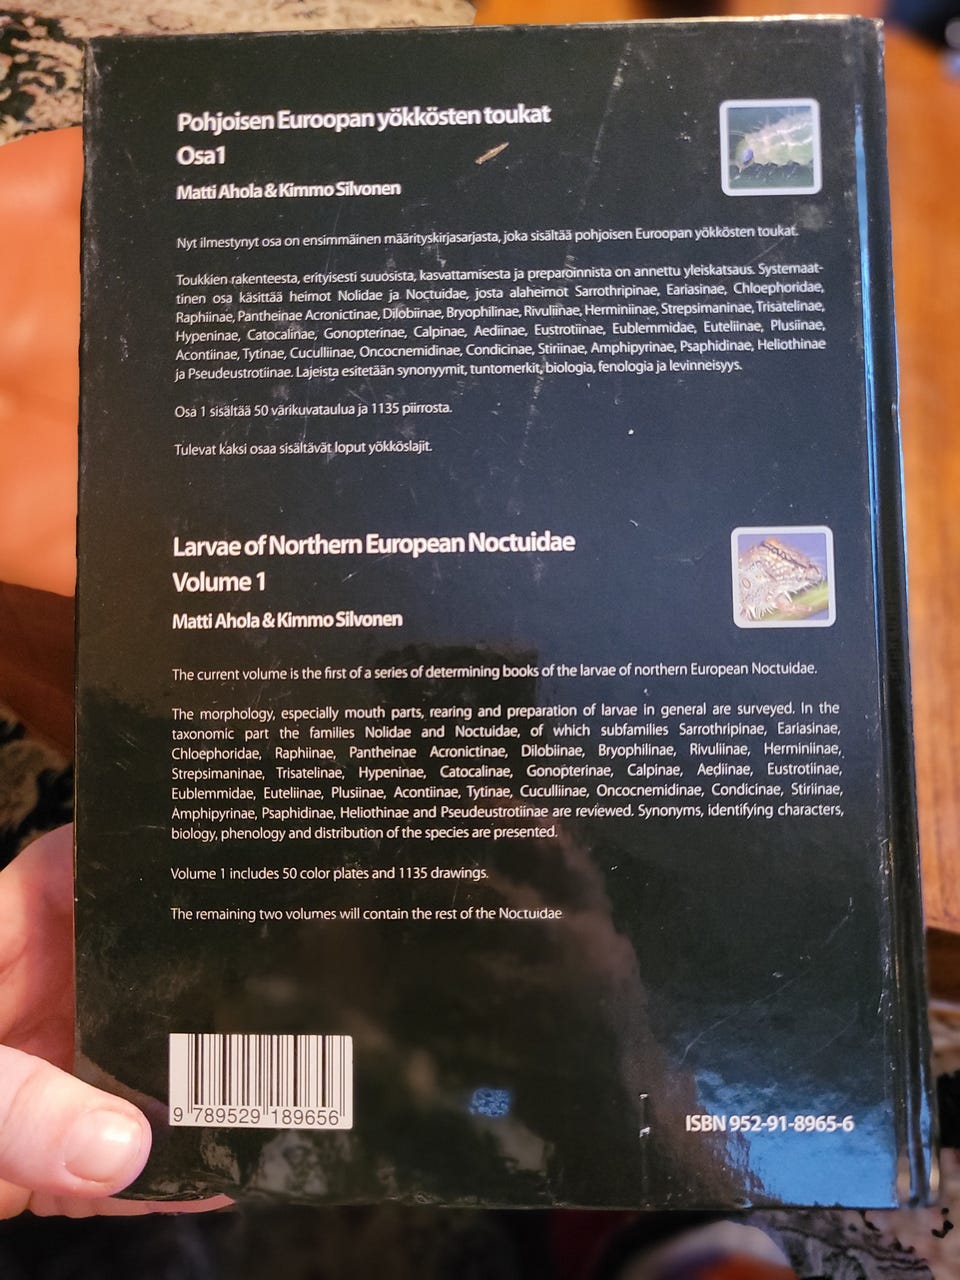 Pohjoisen Euroopan yökkösten toukat
Osa1
Matti Ahola & Kimmo Silvonen
Nyt ilmestynyt osa on ensimmäinen määrityskirjasarjasta, joka sisältää pohjoisen Euroopan yökkösten toukat.
Toukkien rakenteesta, erityisesti suuosista, kasvattamisesta ja preparoinnista on annettu yleiskatsaus. Systemaat-
tinen osa käsittää heimot Nolidae ja Noctuidae, josta alaheimot Sarrothripinae, Eariasinae, Chloephoridae,
Raphiinae, Pantheinae Acronictinae, Dilobiinae, Bryophilinae, Rivuliinae, Herminiinae, Strepsimaninae, Trisatelinae,
Hypeninae, Catocalinae, Gonopterinae, Calpinae, Aediinae, Eustrotiinae, Eublemmidae, Euteliinae, Plusiinae,
Acontiinae, Tytinae, Cuculliinae, Oncocnemidinae, Condicinae, Stiriinae, Amphipyrinae, Psaphidinae, Heliothinae
ja Pseudeustrotiinae. Lajeista esitetään synonyymit, tuntomerkit, biologia, fenologia ja levinneisyys.
Osa 1 sisältää 50 värikuvataulua ja 1135 piirrosta.
Tulevat kaksi osaa sisältävät loput yökköslajit.
Larvae of Northern European Noctuidae
Volume 1
Matti Ahola & Kimmo Silvonen
The current volume is the first of a series of determining books of the larvae of northern European Noctuidae.
The morphology, especially mouth parts, rearing and preparation of larvae in general are surveyed. In the
taxonomic part the families Nolidae and Noctuidae, of which subfamilies Sarrothripinae, Eariasinae,
Chloephoridae, Raphiinae, Pantheinae Acronictinae, Dilobiinae, Bryophilinae, Rivuliinae, Herminiinae,
Strepsimaninae, Trisatelinae, Hypeninae, Catocalinae, Gonopterinae, Calpinae, Aediinae, Eustrotiinae,
Eublemmidae, Euteliinae, Plusiinae, Acontiinae, Tytinae, Cuculliinae, Oncocnemidinae, Condicinae, Stiriinae,
Amphipyrinae, Psaphidinae, Heliothinae and Pseudeustrotiinae are reviewed. Synonyms, identifying characters,
biology, phenology and distribution of the species are presented.
Volume 1 includes 50 color plates and 1135 drawings.
The remaining two volumes will contain the rest of the Noctuidae
9 789529 189656
ISBN 952-91-8965-6